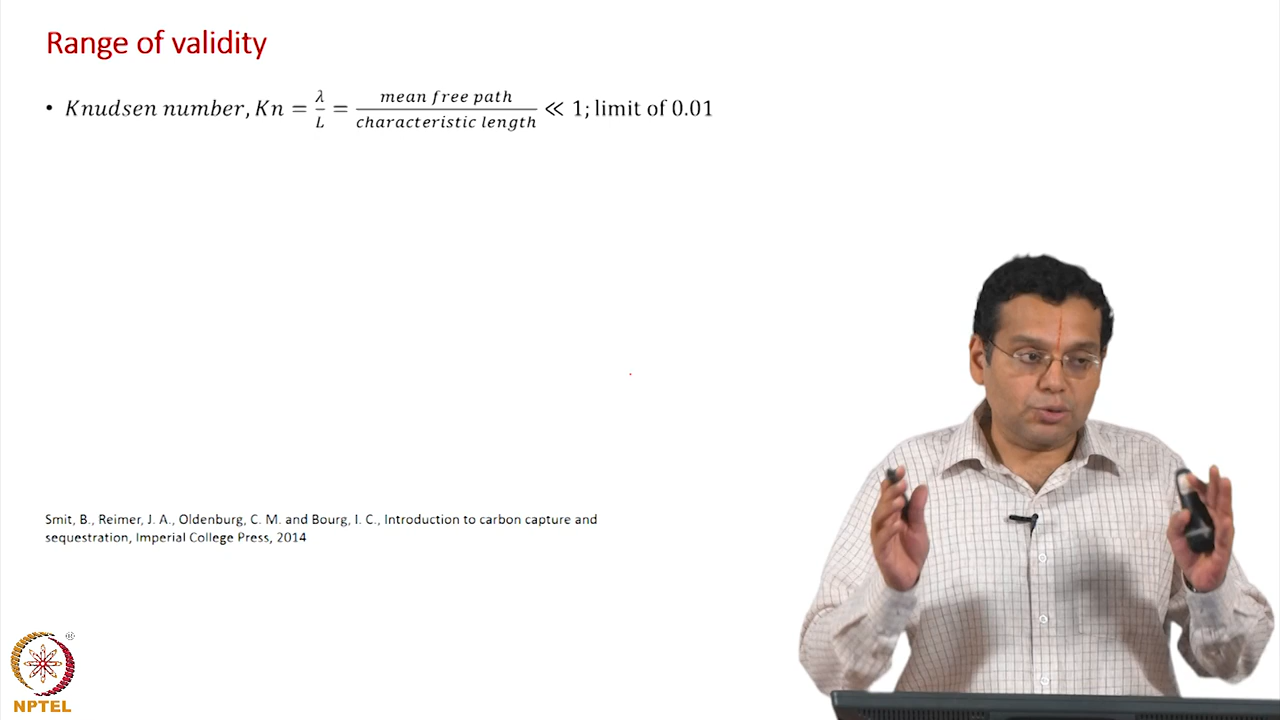 Range of validity
• Knudsen number, Kn = λ/L = mean free path/characteristic length ≪ 1; limit of 0.01
Smit, B., Reimer, J. A., Oldenburg, C. M. and Bourg, I. C., Introduction to carbon capture and
sequestration, Imperial College Press, 2014
®
NPTEL